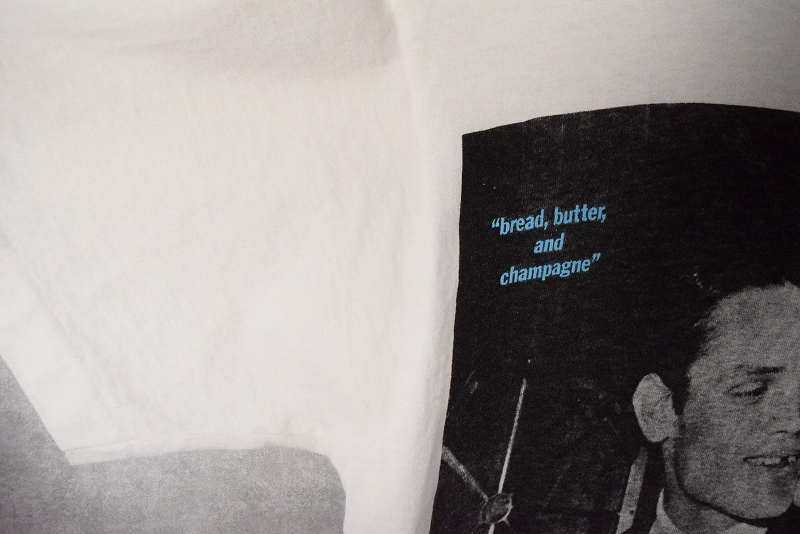 “bread, butter,
and
champagne”